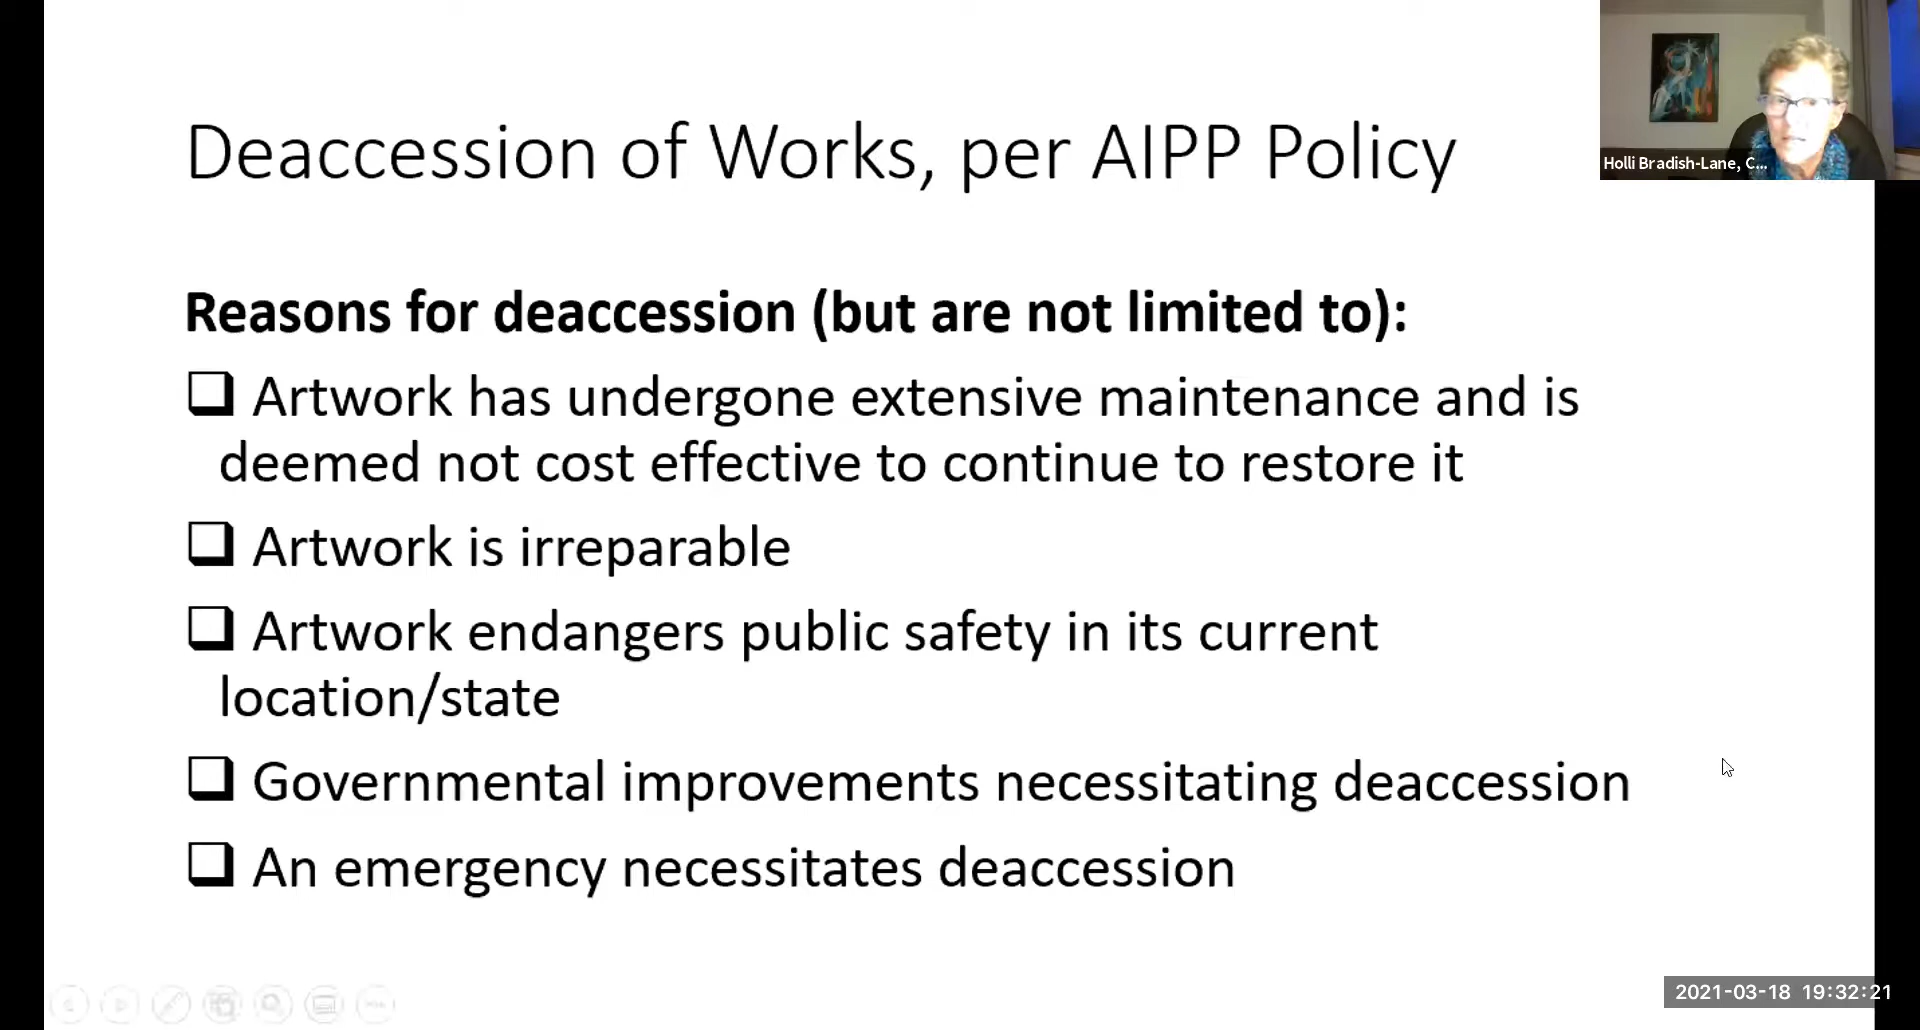 Deaccession of Works, per AIPP Policy
Holli Bradish-Lane, C...
Reasons for deaccession (but are not limited to):
Artwork has undergone extensive maintenance and is
deemed not cost effective to continue to restore it
Artwork is irreparable
Artwork endangers public safety in its current
location/state
Governmental improvements necessitating deaccession
An emergency necessitates deaccession
2021-03-18 19:32:21